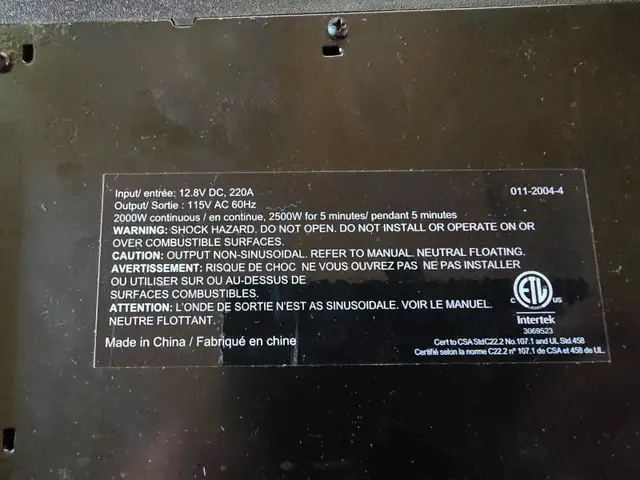 Input/ entrée: 12.8V DC, 220A
011-2004-4
Output/ Sortie : 115V AC 60Hz
2000W continuous / en continue, 2500W for 5 minutes/ pendant 5 minutes
WARNING: SHOCK HAZARD. DO NOT OPEN. DO NOT INSTALL OR OPERATE ON OR
OVER COMBUSTIBLE SURFACES.
CAUTION: OUTPUT NON-SINUSOIDAL. REFER TO MANUAL. NEUTRAL FLOATING.
AVERTISSEMENT: RISQUE DE CHOC NE VOUS OUVREZ PAS NE PAS INSTALLER
OU UTILISER SUR OU AU-DESSUS DE
SURFACES COMBUSTIBLES.
ATTENTION: L'ONDE DE SORTIE N'EST AS SINUSOIDALE. VOIR LE MANUEL.
NEUTRE FLOTTANT.
Made in China / Fabriqué en chine
C ETL US
Intertek
3069523
Cert to CSA Std C22.2 No.107.1 and UL Std.458
Certifié selon la norme C22.2 n° 107.1 de CSA et 458 de UL.